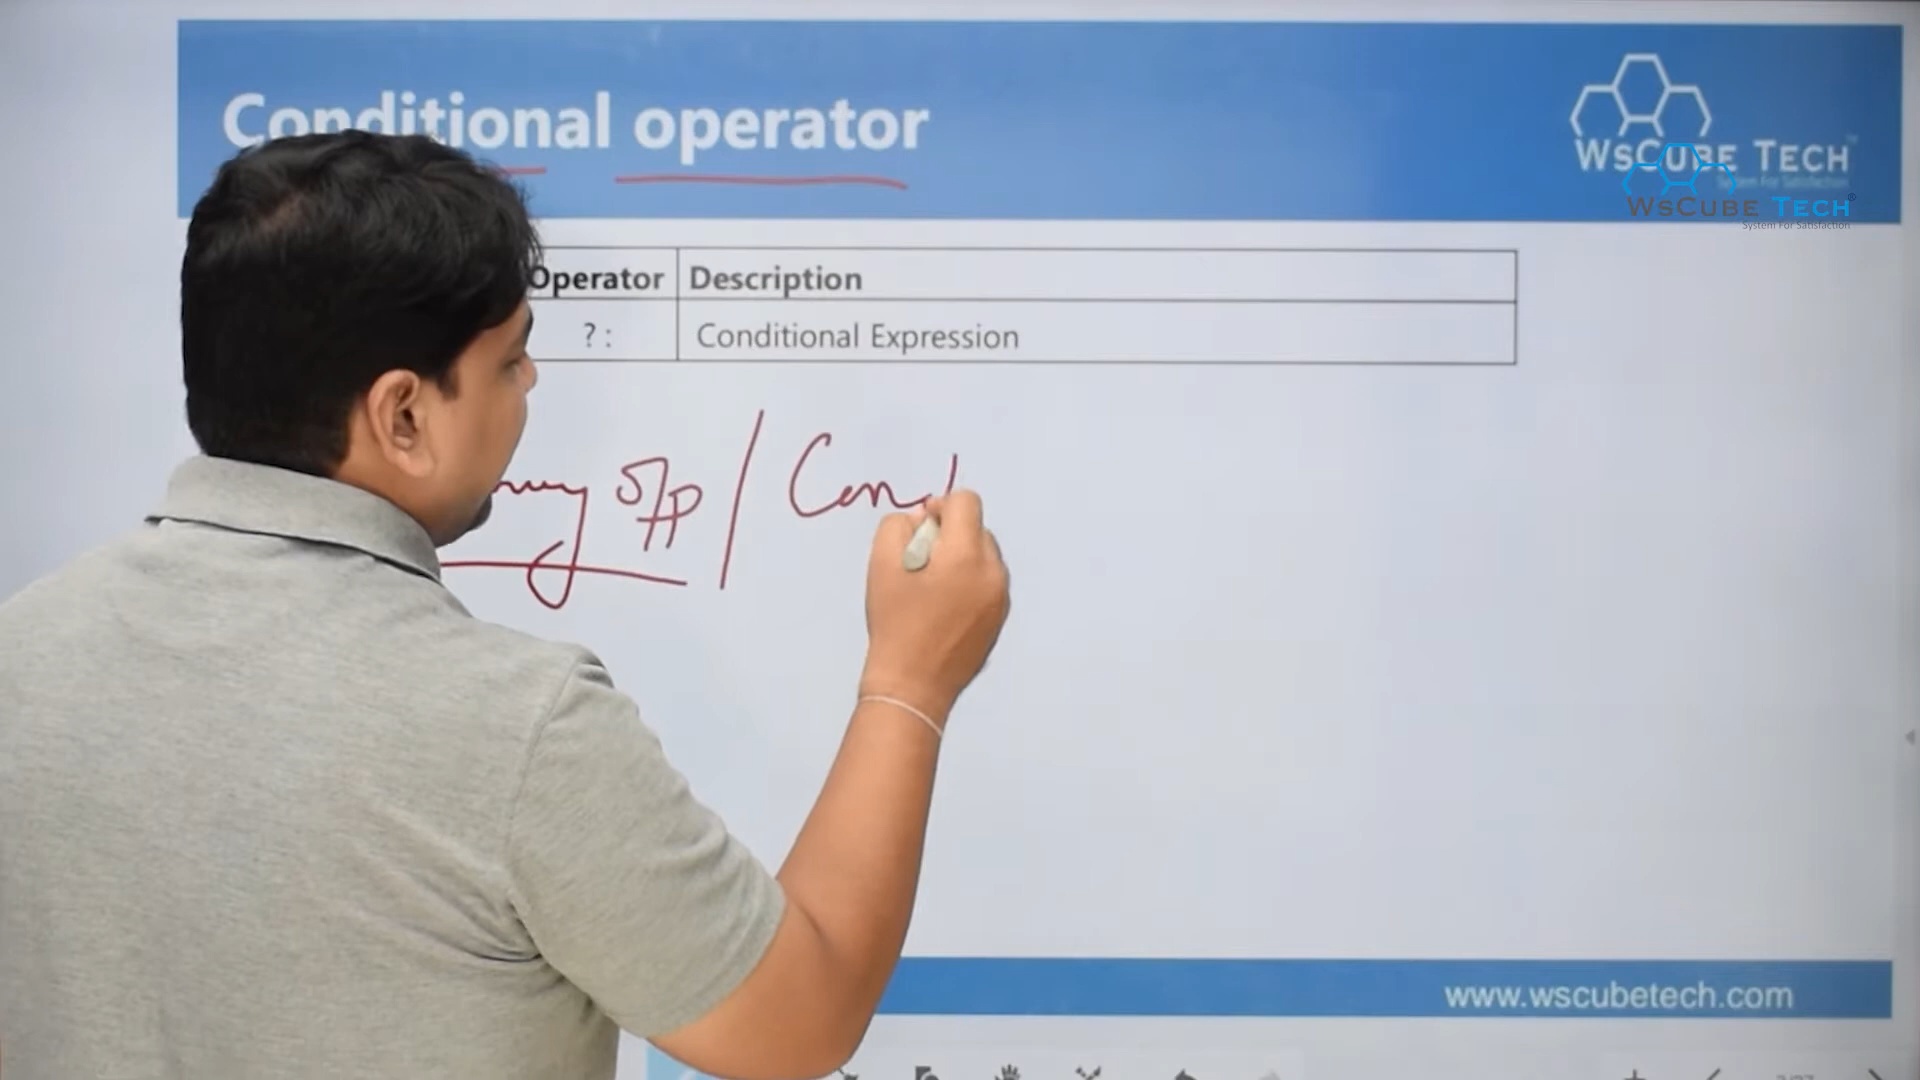 Conditional operator
WsCube Tech
System For Satisfaction
WsCube Tech®
System For Satisfaction
Operator Description
? : Conditional Expression
/ Cond
www.wscubetech.com